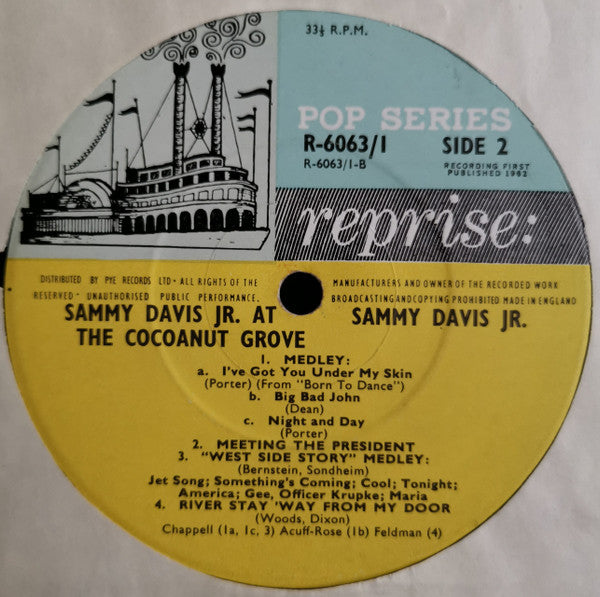 33⅓ R.P.M.
POP SERIES
R-6063/1 SIDE 2
R-6063/1-B
RECORDING FIRST
PUBLISHED 1962
reprise:
DISTRIBUTED BY PYE RECORDS LTD • ALL RIGHTS OF THE MANUFACTURERS AND OWNER OF THE RECORDED WORK
RESERVED • UNAUTHORISED PUBLIC PERFORMANCE, BROADCASTING AND COPYING PROHIBITED MADE IN ENGLAND
SAMMY DAVIS JR. AT
THE COCOANUT GROVE
SAMMY DAVIS JR.
1. MEDLEY:
a. I've Got You Under My Skin
(Porter) (From "Born To Dance")
b. Big Bad John
(Dean)
c. Night and Day
(Porter)
2. MEETING THE PRESIDENT
3. "WEST SIDE STORY" MEDLEY:
(Bernstein, Sondheim)
Jet Song; Something's Coming; Cool; Tonight;
America; Gee, Officer Krupke; Maria
4. RIVER STAY 'WAY FROM MY DOOR
(Woods, Dixon)
Chappell (1a, 1c, 3) Acuff-Rose (1b) Feldman (4)